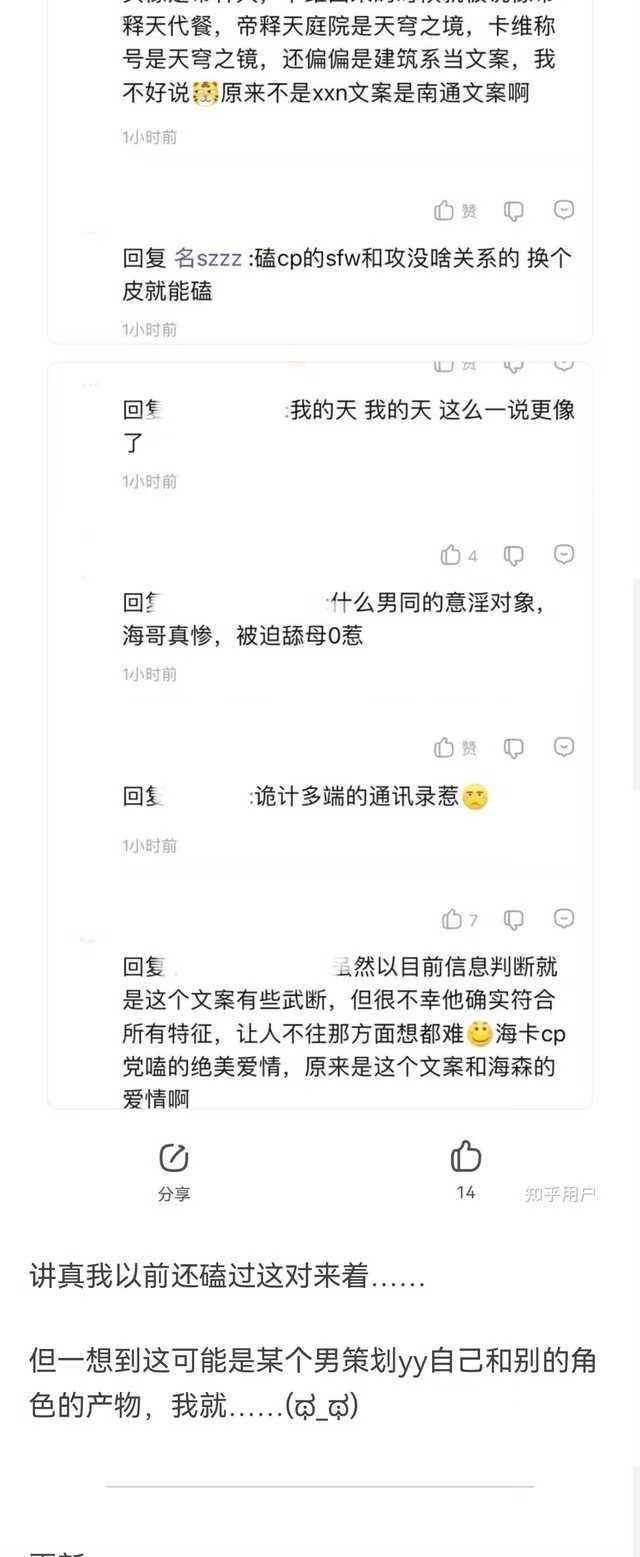 释天代餐，帝释天庭院是天穹之境，卡维称
号是天穹之镜，还偏偏是建筑系当文案，我
不好说🐯原来不是xxn文案是南通文案啊
1小时前
赞
回复 名szzz :磕cp的sfw和攻没啥关系的 换个
皮就能磕
1小时前
赞
回复 :我的天 我的天 这么一说更像
了
1小时前
4
回复 :什么男同的意淫对象，
海哥真惨，被迫舔母0惹
1小时前
赞
回复 :诡计多端的通讯录惹😒
1小时前
7
回复 虽然以目前信息判断就
是这个文案有些武断，但很不幸他确实符合
所有特征，让人不往那方面想都难🙂海卡cp
党嗑的绝美爱情，原来是这个文案和海森的
爱情啊
分享
14
知乎用户
讲真我以前还磕过这对来着……
但一想到这可能是某个男策划yy自己和别的角
色的产物，我就……(ಥ_ಥ)